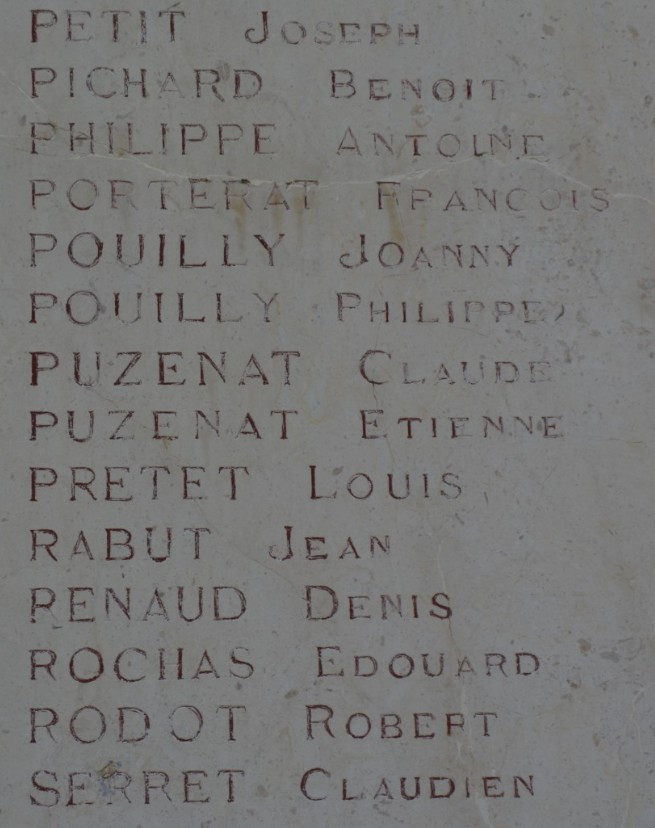 PETIT JOSEPH
PICHARD BENOIT
PHILIPPE ANTOINE
PORTERAT FRANCOIS
POUILLY JOANNY
POUILLY PHILIPPE
PUZENAT CLAUDE
PUZENAT ETIENNE
PRETET LOUIS
RABUT JEAN
RENAUD DENIS
ROCHAS EDOUARD
RODOT ROBERT
SERRET CLAUDIEN